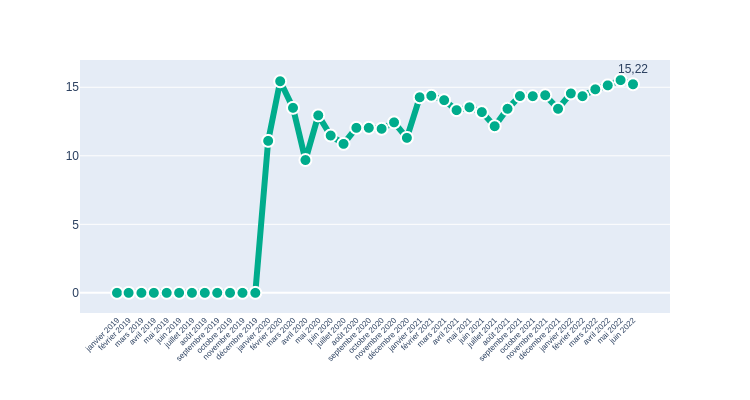 15,22
15
10
5
0
janvier 2019
février 2019
mars 2019
avril 2019
mai 2019
juin 2019
juillet 2019
août 2019
septembre 2019
octobre 2019
novembre 2019
décembre 2019
janvier 2020
février 2020
mars 2020
avril 2020
mai 2020
juin 2020
juillet 2020
août 2020
septembre 2020
octobre 2020
novembre 2020
décembre 2020
janvier 2021
février 2021
mars 2021
avril 2021
mai 2021
juin 2021
juillet 2021
août 2021
septembre 2021
octobre 2021
novembre 2021
décembre 2021
janvier 2022
février 2022
mars 2022
avril 2022
mai 2022
juin 2022